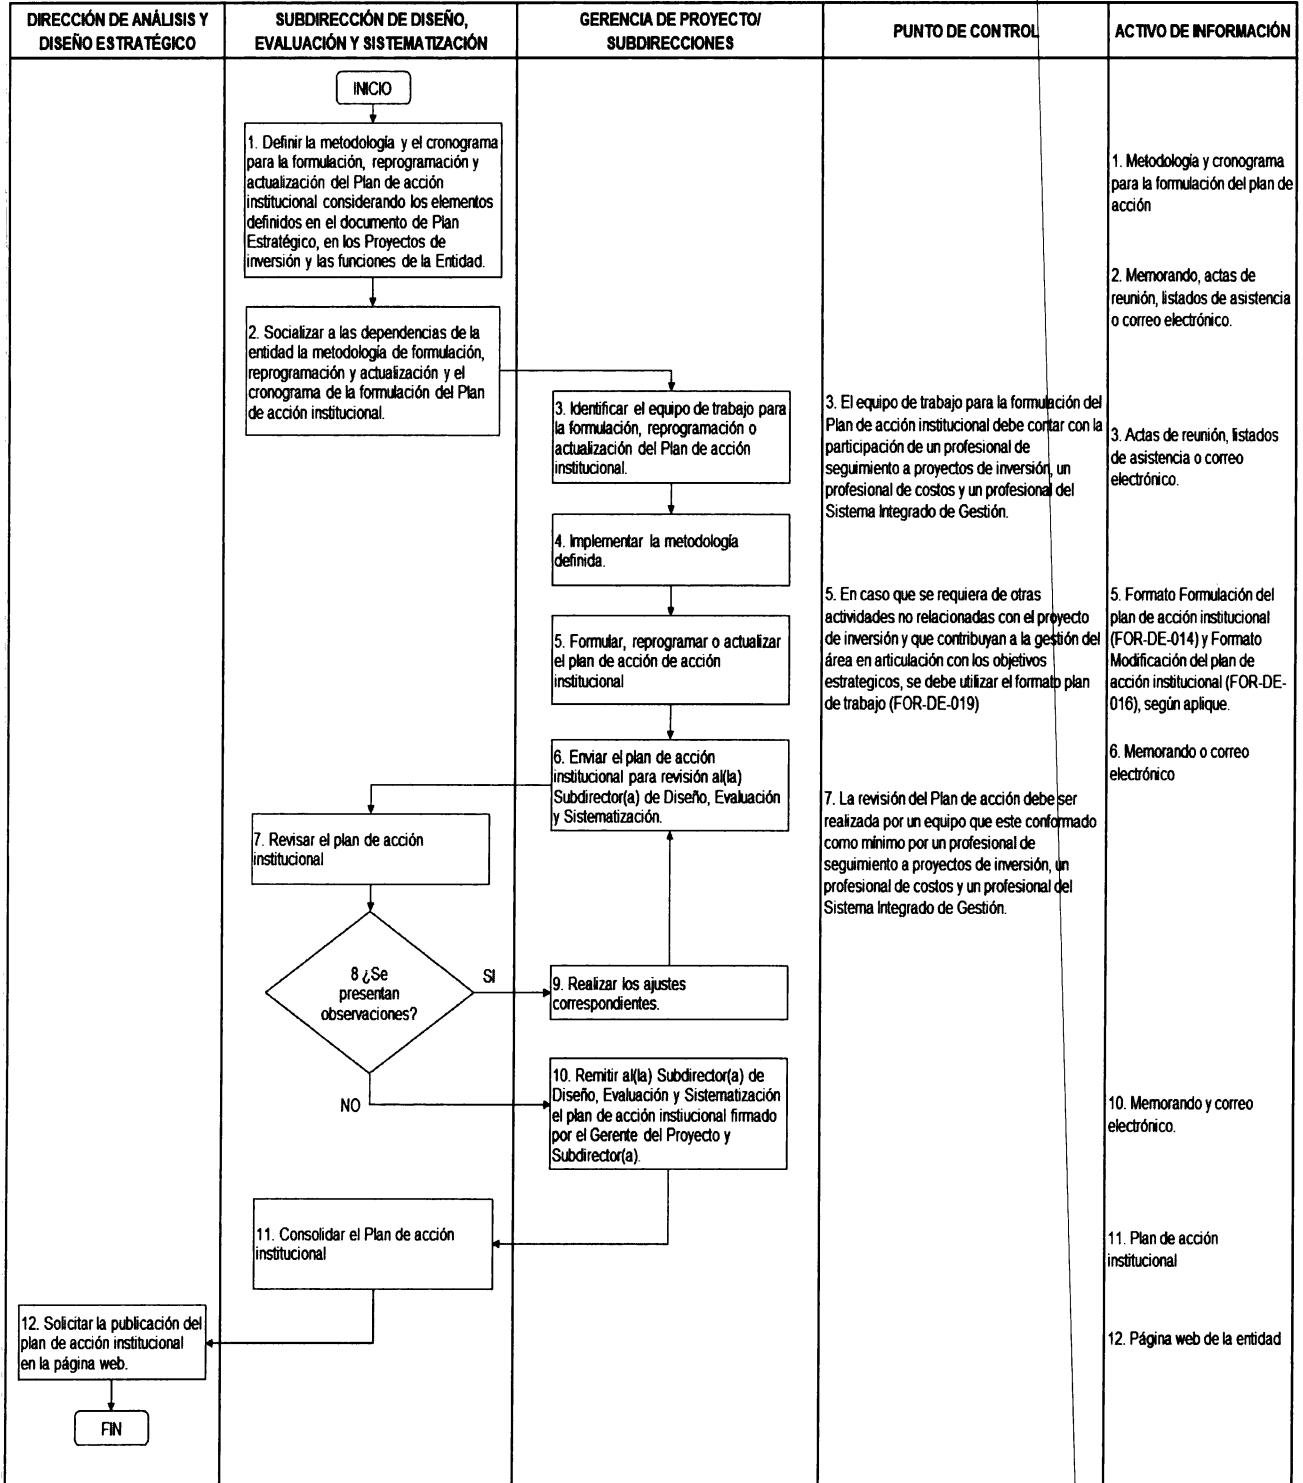 DIRECCIÓN DE ANÁLISIS Y
DISEÑO ESTRATÉGICO
SUBDIRECCIÓN DE DISEÑO,
EVALUACIÓN Y SISTEMATIZACIÓN
GERENCIA DE PROYECTO/
SUBDIRECCIONES
PUNTO DE CONTROL
ACTIVO DE INFORMACIÓN
INICIO
1. Definir la metodología y el cronograma
para la formulación, reprogramación y
actualización del Plan de acción
institucional considerando los elementos
definidos en el documento de Plan
Estratégico, en los Proyectos de
inversión y las funciones de la Entidad.
1. Metodología y cronograma
para la formulación del plan de
acción
2. Socializar a las dependencias de la
entidad la metodología de formulación,
reprogramación y actualización y el
cronograma de la formulación del Plan
de acción institucional.
2. Memorando, actas de
reunión, listados de asistencia
o correo electrónico.
3. Identificar el equipo de trabajo para
la formulación, reprogramación o
actualización del Plan de acción
institucional.
3. El equipo de trabajo para la formulación del
Plan de acción institucional debe contar con la
participación de un profesional de
seguimiento a proyectos de inversión, un
profesional de costos y un profesional del
Sistema Integrado de Gestión.
3. Actas de reunión, listados
de asistencia o correo
electrónico.
4. Implementar la metodología
definida.
5. Formular, reprogramar o actualizar
el plan de acción de acción
institucional
5. En caso que se requiera de otras
actividades no relacionadas con el proyecto
de inversión y que contribuyan a la gestión del
área en articulación con los objetivos
estrategicos, se debe utilizar el formato plan
de trabajo (FOR-DE-019)
5. Formato Formulación del
plan de acción institucional
(FOR-DE-014) y Formato
Modificación del plan de
acción institucional (FOR-DE-
016), según aplique.
6. Enviar el plan de acción
institucional para revisión al(la)
Subdirector(a) de Diseño, Evaluación
y Sistematización.
6. Memorando o correo
electrónico
7. Revisar el plan de acción
institucional
7. La revisión del Plan de acción debe ser
realizada por un equipo que este conformado
como mínimo por un profesional de
seguimiento a proyectos de inversión, un
profesional de costos y un profesional del
Sistema Integrado de Gestión.
8 ¿Se
presentan
observaciones?
SI
9. Realizar los ajustes
correspondientes.
NO
10. Remitir al(la) Subdirector(a) de
Diseño, Evaluación y Sistematización
el plan de acción instiucional firmado
por el Gerente del Proyecto y
Subdirector(a).
10. Memorando y correo
electrónico.
11. Consolidar el Plan de acción
institucional
11. Plan de acción
institucional
12. Solicitar la publicación del
plan de acción institucional
en la página web.
12. Página web de la entidad
FIN